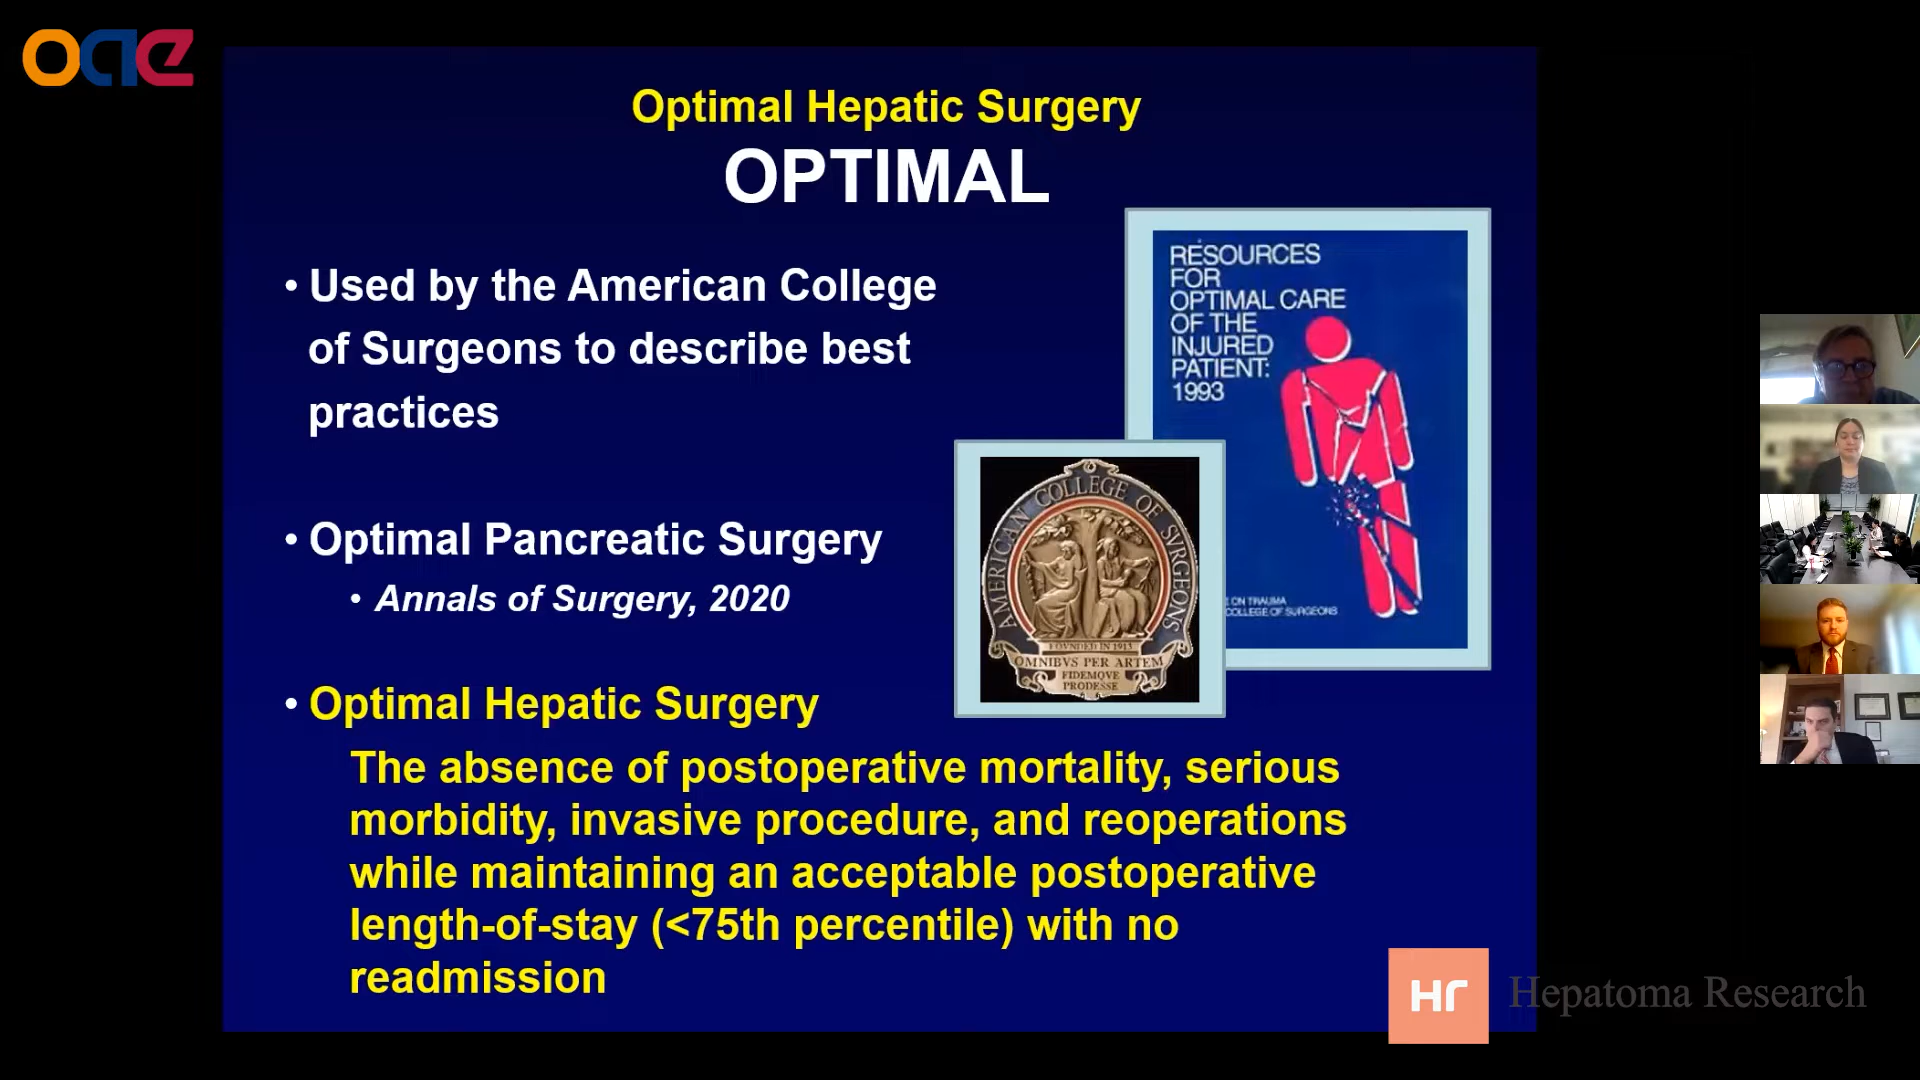 oae
Optimal Hepatic Surgery
OPTIMAL
• Used by the American College
of Surgeons to describe best
practices
• Optimal Pancreatic Surgery
• Annals of Surgery, 2020
• Optimal Hepatic Surgery
The absence of postoperative mortality, serious
morbidity, invasive procedure, and reoperations
while maintaining an acceptable postoperative
length-of-stay (<75th percentile) with no
readmission
RESOURCES
FOR
OPTIMAL CARE
OF THE
INJURED
PATIENT:
1993
E ON TRAUMA
COLLEGE OF SURGEONS
AMERICAN COLLEGE OF SVRGEONS
FOVNDED IN 1913
OMNIBVS PER ARTEM
FIDEMQVE
PRODESSE
Hr
Hepatoma Research